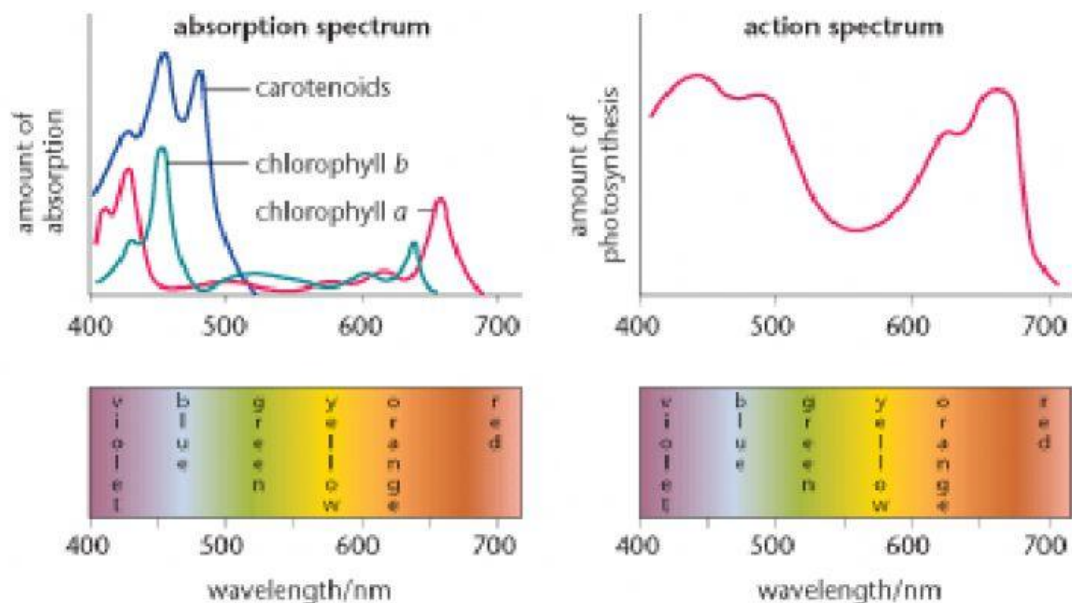 absorption spectrum
amount of
absorption
carotenoids
chlorophyll b
chlorophyll a
400 500 600 700
violet blue green yellow orange red
400 500 600 700
wavelength/nm
action spectrum
amount of
photosynthesis
400 500 600 700
violet blue green yellow orange red
400 500 600 700
wavelength/nm